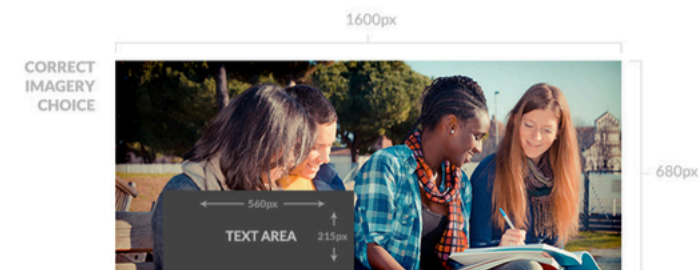 1600px
CORRECT
IMAGERY
CHOICE
680px
560px
TEXT AREA
215px